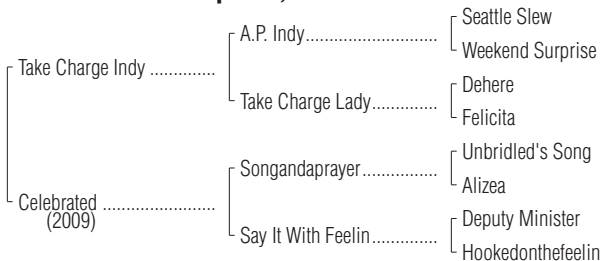 Seattle Slew
A.P. Indy
Weekend Surprise
Take Charge Indy
Dehere
Take Charge Lady
Felicita
Unbridled's Song
Songandaprayer
Alizea
Celebrated
(2009)
Deputy Minister
Say It With Feelin
Hookedonthefeelin